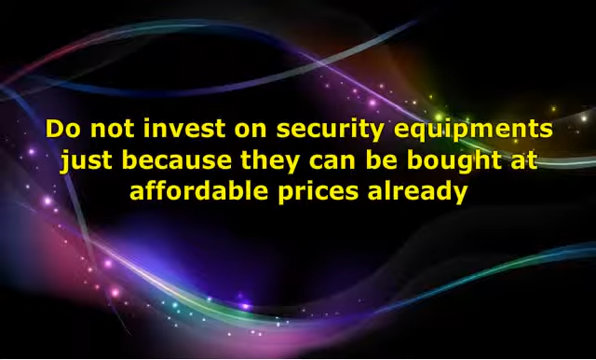 Do not invest on security equipments
just because they can be bought at
affordable prices already